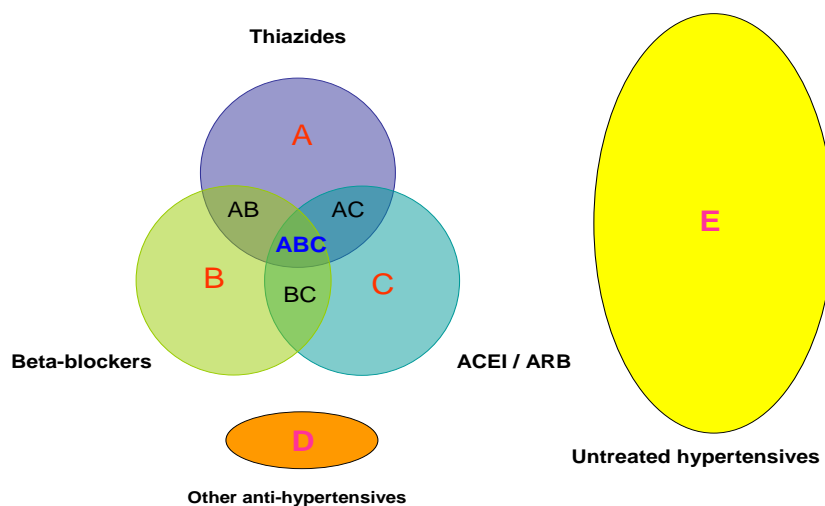 Thiazides
A
AB
AC
ABC
E
B
BC
C
Beta-blockers
ACEI / ARB
D
Untreated hypertensives
Other anti-hypertensives